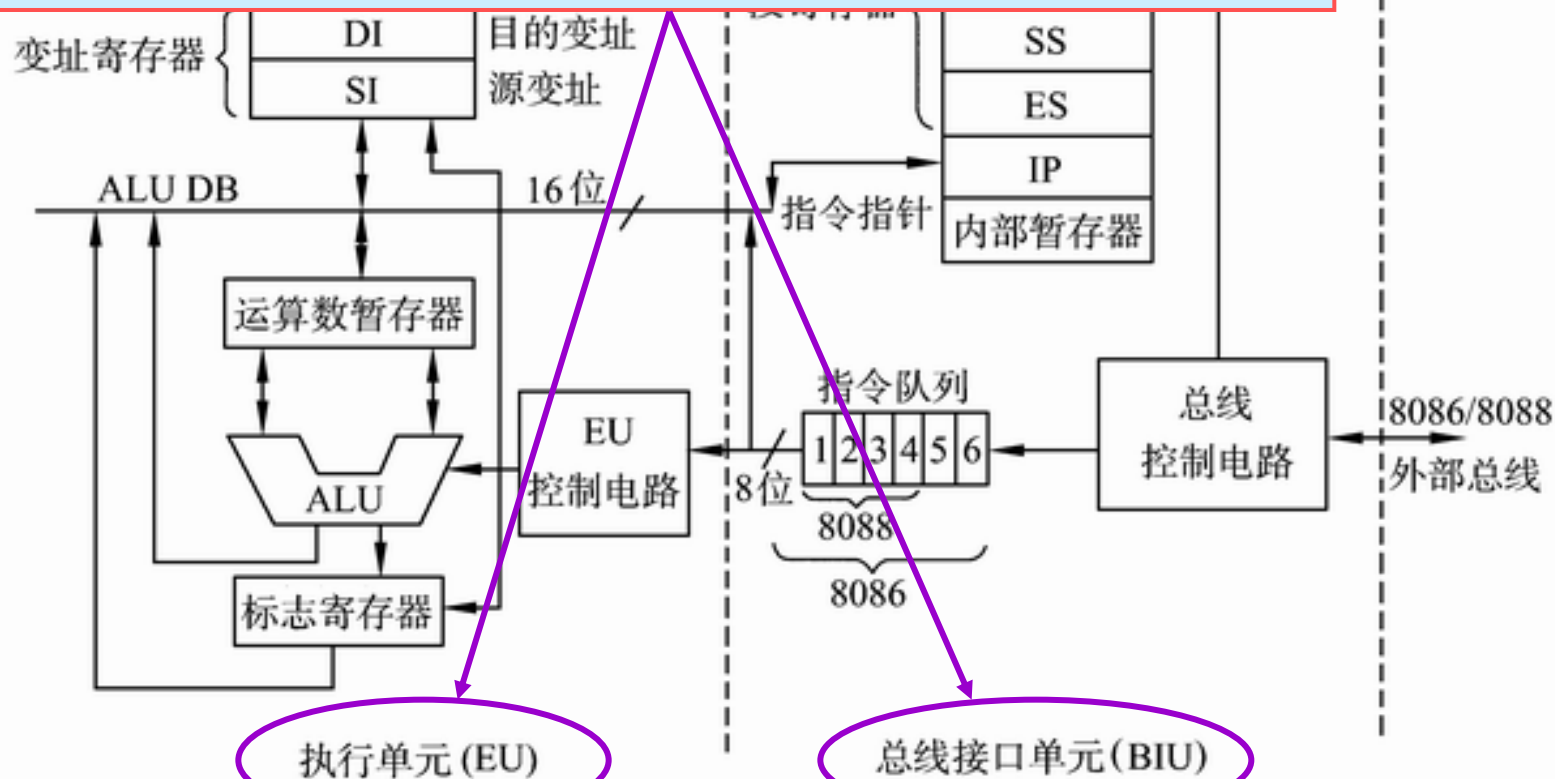 变址寄存器
DI
目的变址
SI
源变址
SS
ES
IP
指令指针
内部暂存器
ALU DB
16位
运算数暂存器
ALU
标志寄存器
EU
控制电路
8位
指令队列
1 2 3 4 5 6
8088
8086
总线
控制电路
8086/8088
外部总线
执行单元(EU)
总线接口单元(BIU)